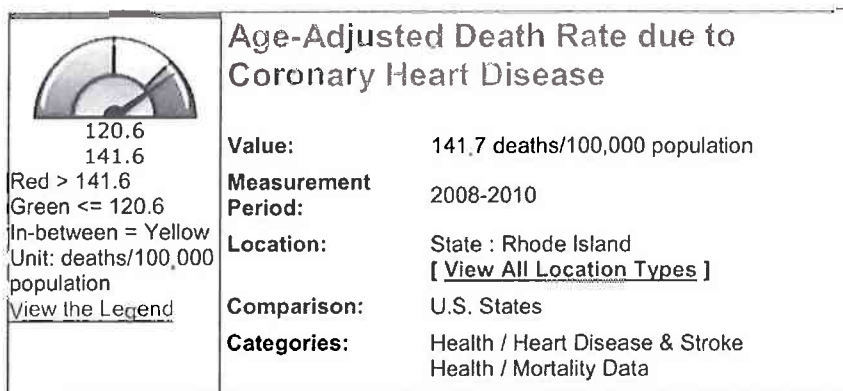 Age-Adjusted Death Rate due to
Coronary Heart Disease
120.6
141.6
Red > 141.6
Green <= 120.6
In-between = Yellow
Unit: deaths/100,000
population
View the Legend
Value: 141.7 deaths/100,000 population
Measurement
Period: 2008-2010
Location: State : Rhode Island
[ View All Location Types ]
Comparison: U.S. States
Categories: Health / Heart Disease & Stroke
Health / Mortality Data